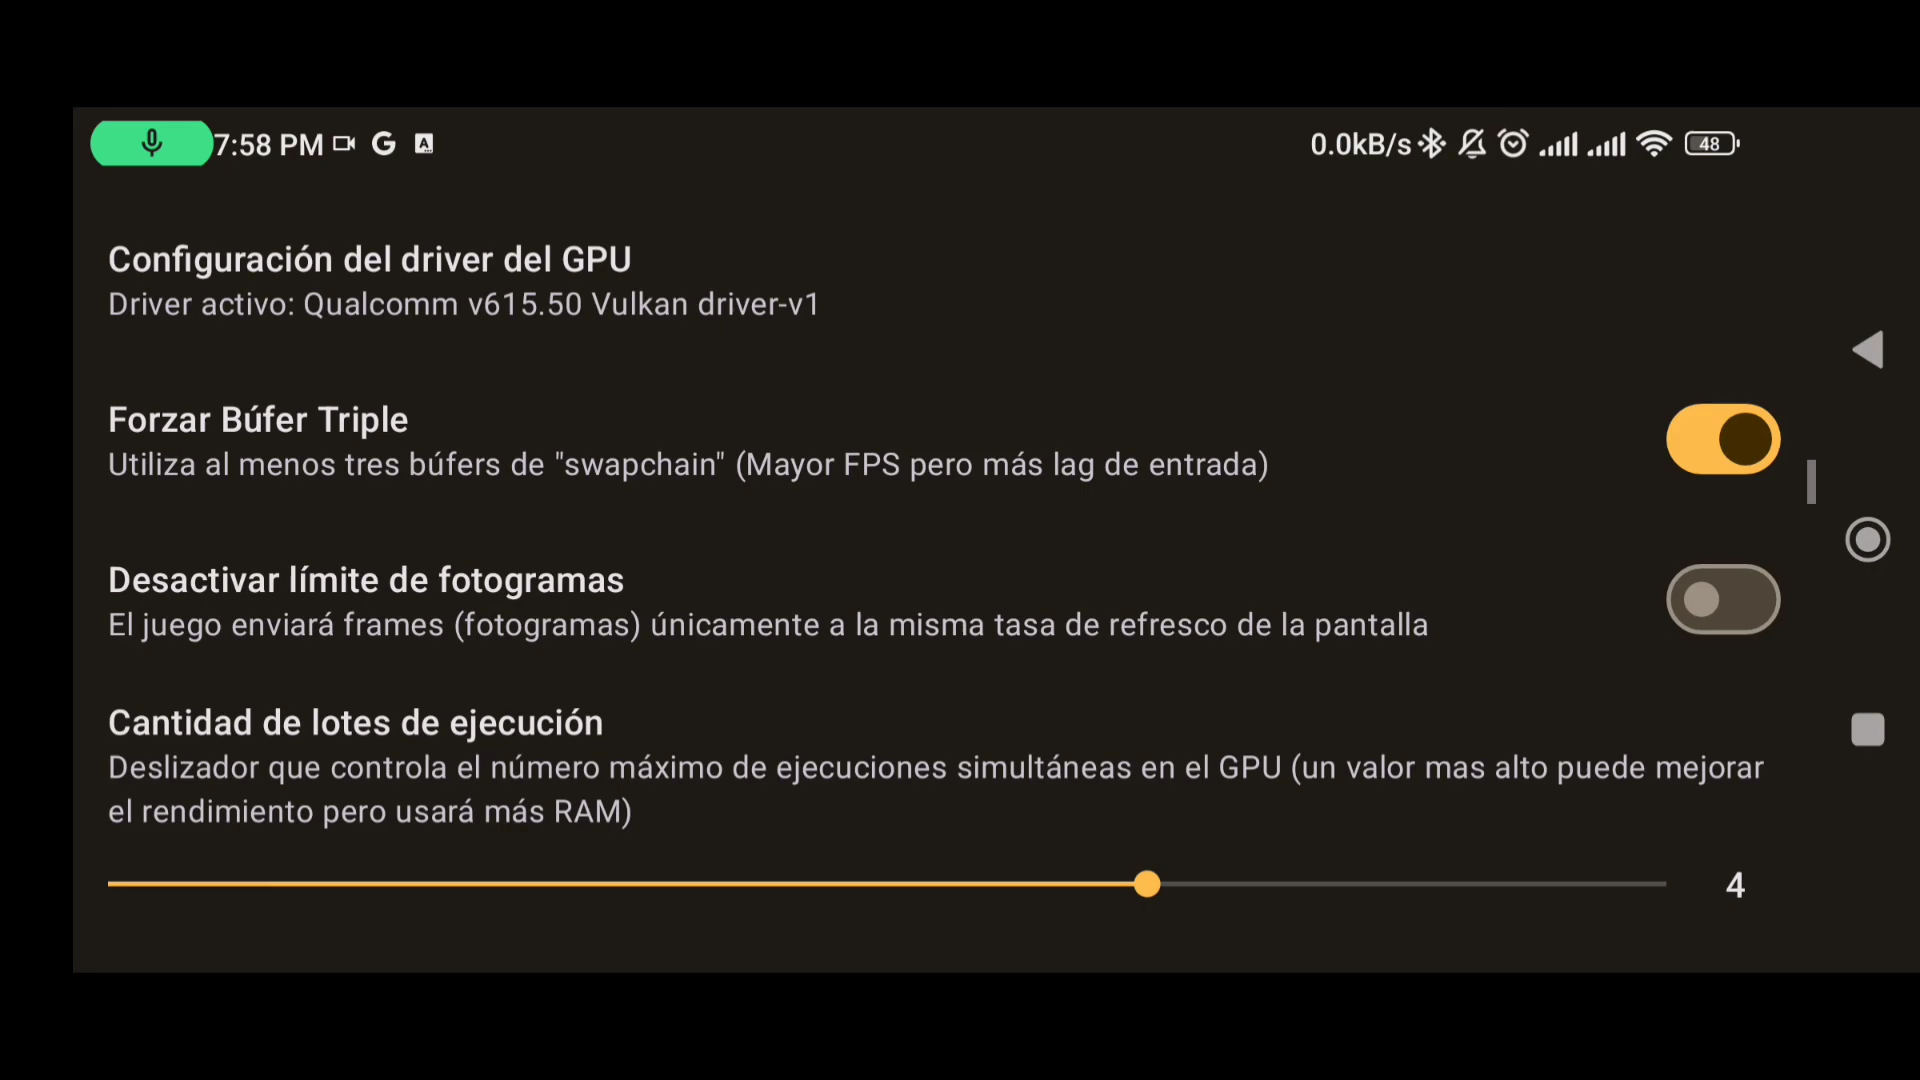 7:58 PM
0.0kB/s
48
Configuración del driver del GPU
Driver activo: Qualcomm v615.50 Vulkan driver-v1
Forzar Búfer Triple
Utiliza al menos tres búfers de "swapchain" (Mayor FPS pero más lag de entrada)
Desactivar límite de fotogramas
El juego enviará frames (fotogramas) únicamente a la misma tasa de refresco de la pantalla
Cantidad de lotes de ejecución
Deslizador que controla el número máximo de ejecuciones simultáneas en el GPU (un valor mas alto puede mejorar
el rendimiento pero usará más RAM)
4